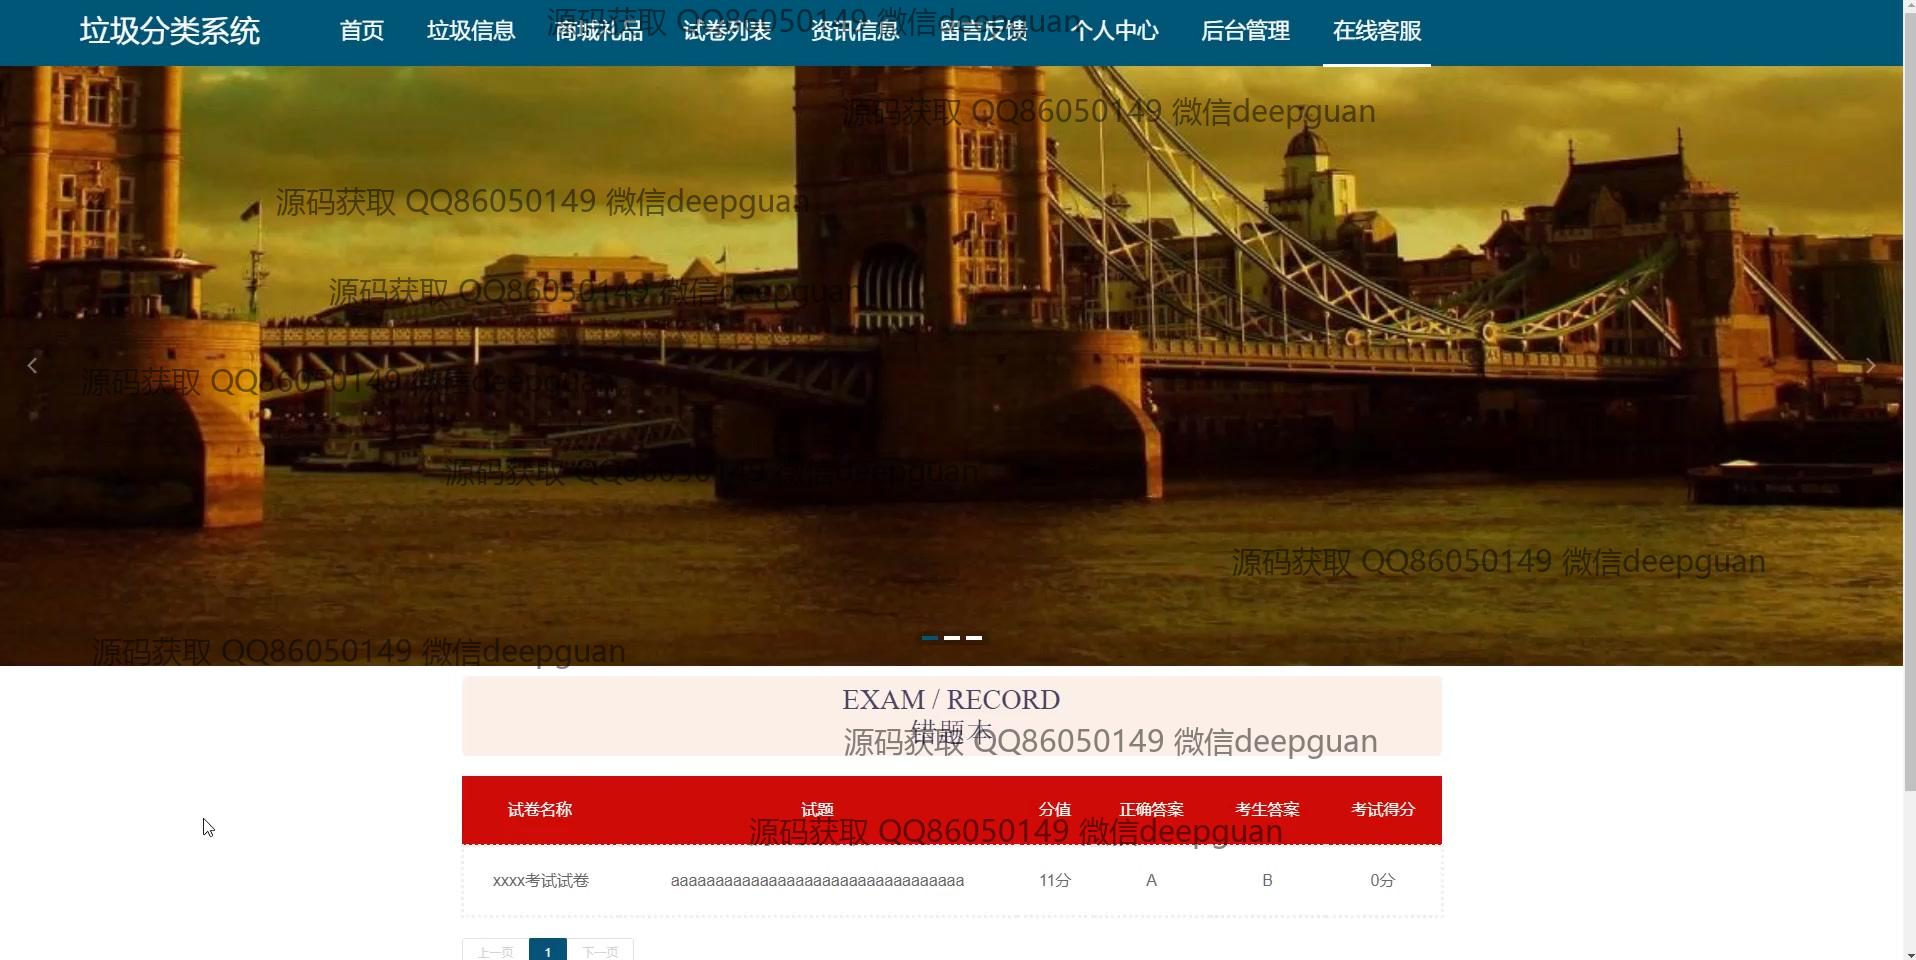 垃圾分类系统 首页 垃圾信息 商城礼品 试卷列表 资讯信息 留言反馈 个人中心 后台管理 在线客服
源码获取 QQ86050149 微信deepguan
源码获取 QQ86050149 微信deepguan
源码获取 QQ86050149 微信deepguan
源码获取 QQ86050149 微信deepguan
源码获取 QQ86050149 微信deepguan
源码获取 QQ86050149 微信deepguan
源码获取 QQ86050149 微信deepguan
源码获取 QQ86050149 微信deepguan
EXAM / RECORD
错题本
源码获取 QQ86050149 微信deepguan
试卷名称 试题 分值 正确答案 考生答案 考试得分
源码获取 QQ86050149 微信deepguan
xxxx考试试卷 aaaaaaaaaaaaaaaaaaaaaaaaaaaaaaaaa 11分 A B 0分
上一页 1 下一页